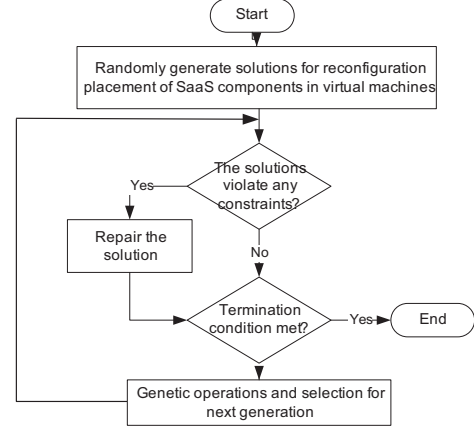 Start
Randomly generate solutions for reconfiguration
placement of SaaS components in virtual machines
The solutions
violate any
constraints?
Yes
Repair the
solution
No
Termination
condition met?
Yes
End
Genetic operations and selection for
next generation